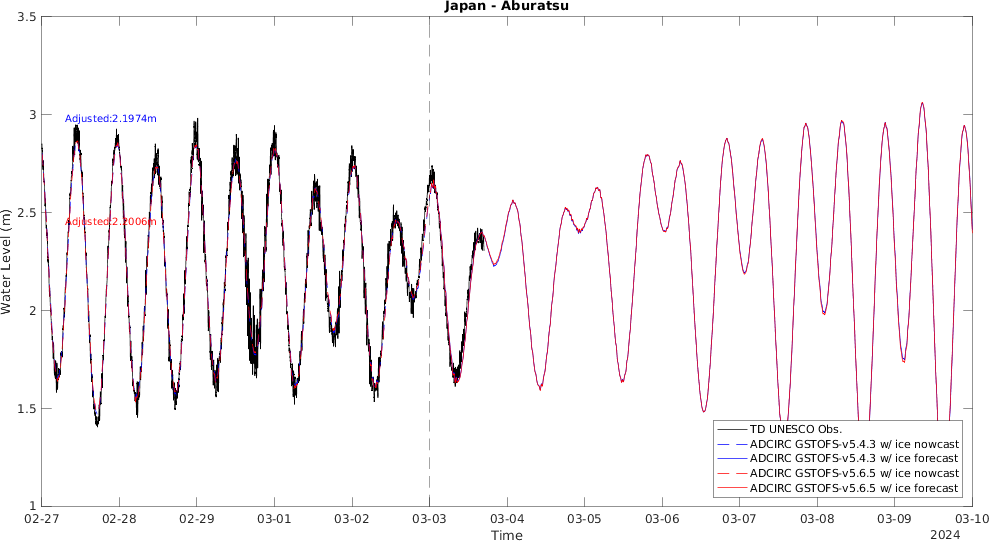 Japan - Aburatsu
3.5
3
2.5
2
1.5
1
Water Level (m)
Adjusted:2.1974m
Adjusted:2.2006m
TD UNESCO Obs.
ADCIRC GSTOFS-v5.4.3 w/ ice nowcast
ADCIRC GSTOFS-v5.4.3 w/ ice forecast
ADCIRC GSTOFS-v5.6.5 w/ ice nowcast
ADCIRC GSTOFS-v5.6.5 w/ ice forecast
02-27 02-28 02-29 03-01 03-02 03-03 03-04 03-05 03-06 03-07 03-08 03-09 03-10
Time
2024